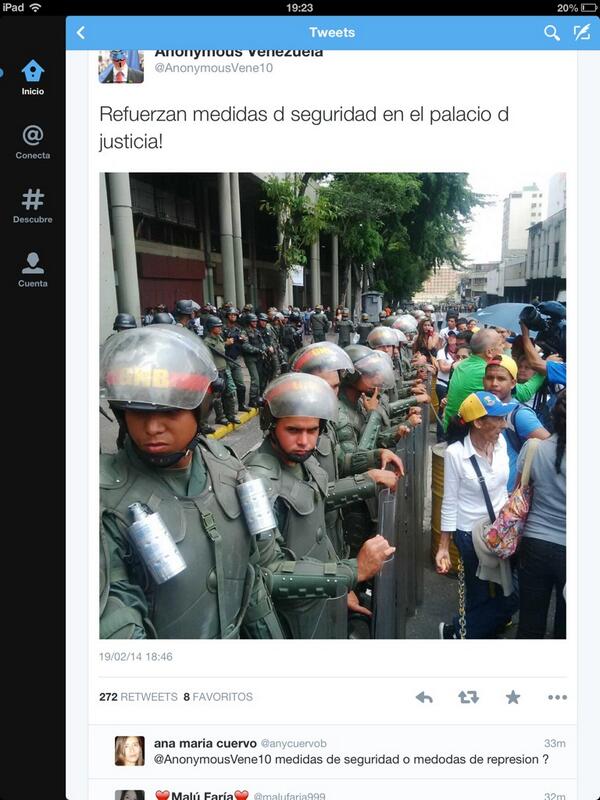 iPad 19:23 20%
Tweets
Anonymous Venezuela
@AnonymousVene10
Inicio
Conecta
Descubre
Cuenta
Refuerzan medidas d seguridad en el palacio d
justicia!
GNB
19/02/14 18:46
272 RETWEETS 8 FAVORITOS
ana maria cuervo @anycuervob 33m
@AnonymousVene10 medidas de seguridad o medodas de represion ?
Malú Faría @malufaria999 32m